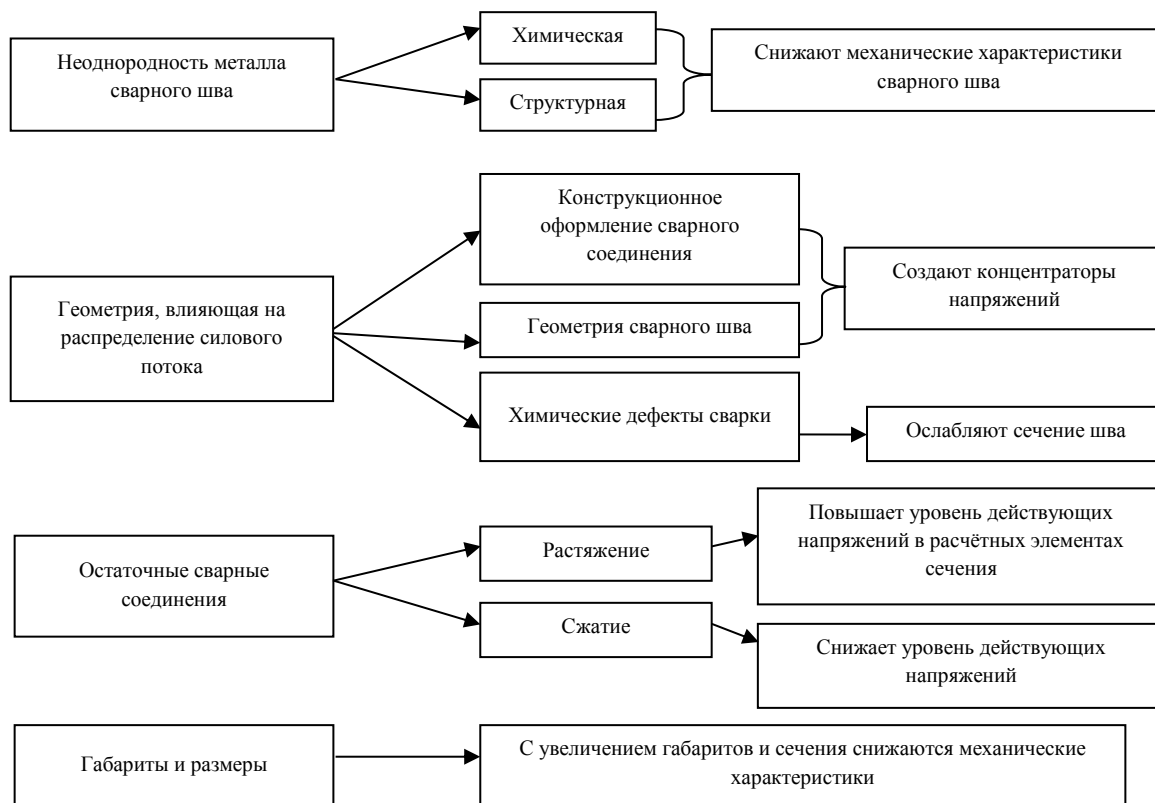 Неоднородность металла
сварного шва
Химическая
Структурная
Снижают механические характеристики
сварного шва
Геометрия, влияющая на
распределение силового
потока
Конструкционное
оформление сварного
соединения
Геометрия сварного шва
Создают концентраторы
напряжений
Химические дефекты сварки
Ослабляют сечение шва
Остаточные сварные
соединения
Растяжение
Повышает уровень действующих
напряжений в расчётных элементах
сечения
Сжатие
Снижает уровень действующих
напряжений
Габариты и размеры
С увеличением габаритов и сечения снижаются механические
характеристики